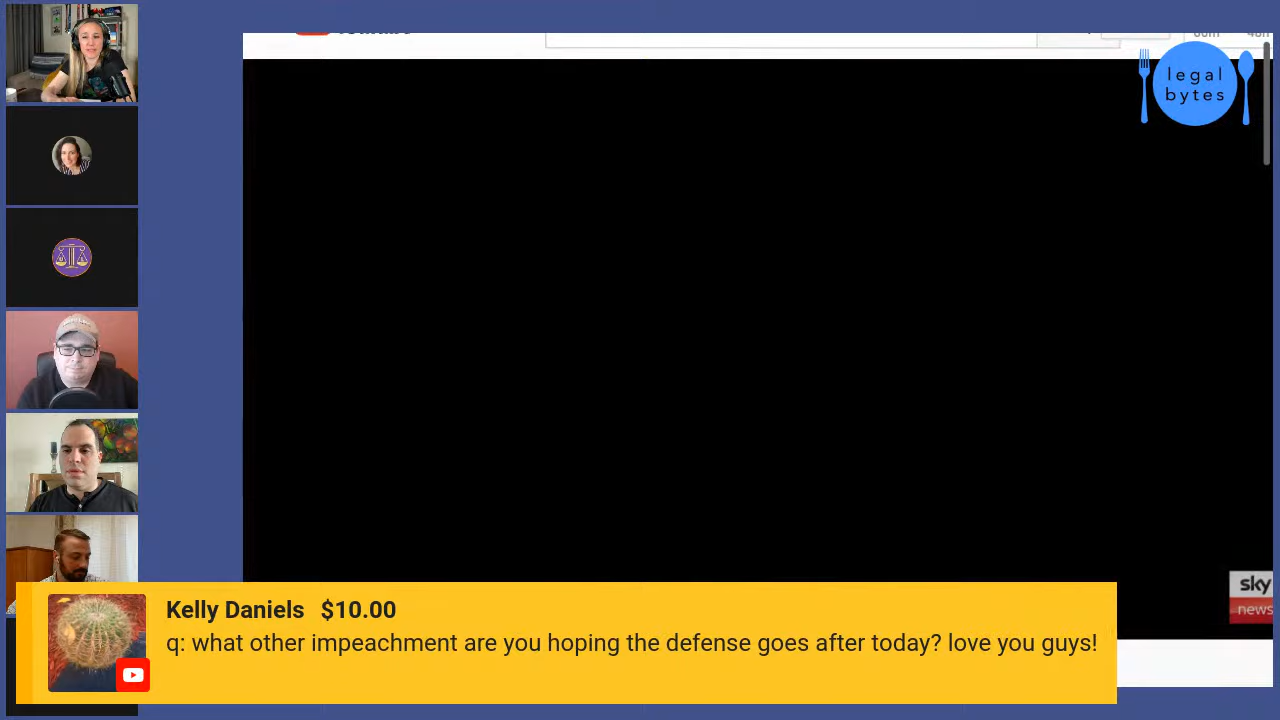 legal
bytes
sky
news
Kelly Daniels $10.00
q: what other impeachment are you hoping the defense goes after today? love you guys!